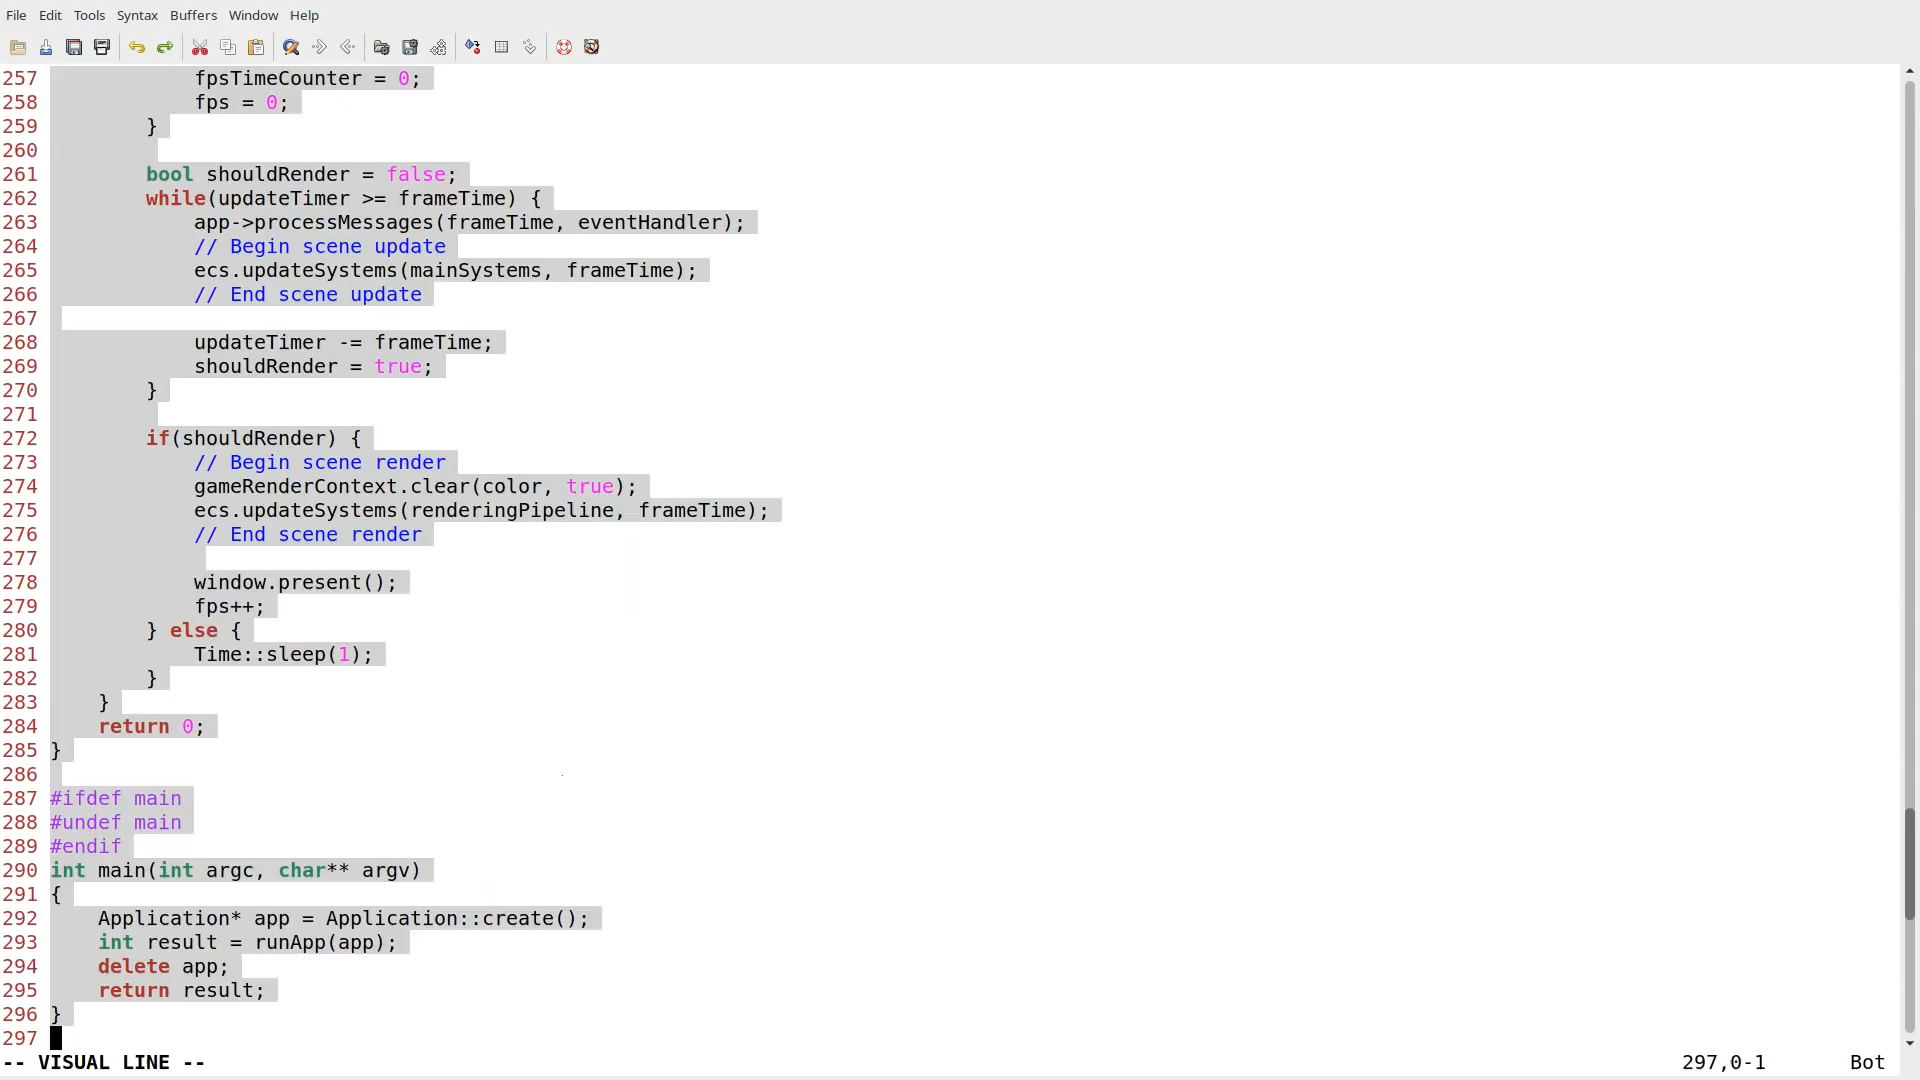 File Edit Tools Syntax Buffers Window Help
257             fpsTimeCounter = 0;
258             fps = 0;
259         }
260
261         bool shouldRender = false;
262         while(updateTimer >= frameTime) {
263             app->processMessages(frameTime, eventHandler);
264             // Begin scene update
265             ecs.updateSystems(mainSystems, frameTime);
266             // End scene update
267
268             updateTimer -= frameTime;
269             shouldRender = true;
270         }
271
272         if(shouldRender) {
273             // Begin scene render
274             gameRenderContext.clear(color, true);
275             ecs.updateSystems(renderingPipeline, frameTime);
276             // End scene render
277
278             window.present();
279             fps++;
280         } else {
281             Time::sleep(1);
282         }
283     }
284     return 0;
285 }
286
287 #ifdef main
288 #undef main
289 #endif
290 int main(int argc, char** argv)
291 {
292     Application* app = Application::create();
293     int result = runApp(app);
294     delete app;
295     return result;
296 }
297
-- VISUAL LINE -- 297,0-1 Bot